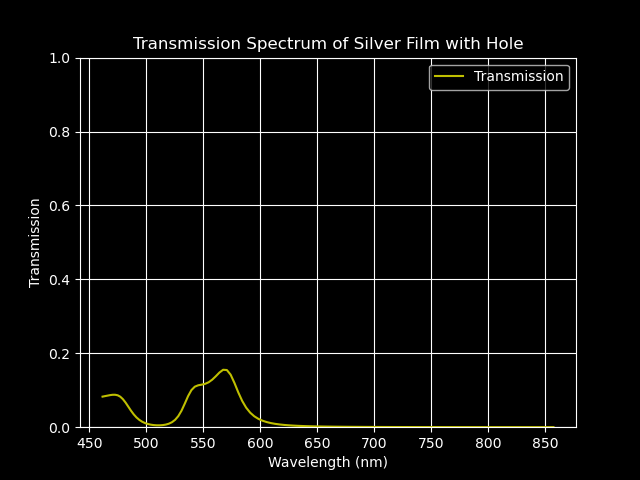 Transmission Spectrum of Silver Film with Hole
Transmission
1.0
0.8
0.6
0.4
0.2
0.0
Transmission
450 500 550 600 650 700 750 800 850
Wavelength (nm)